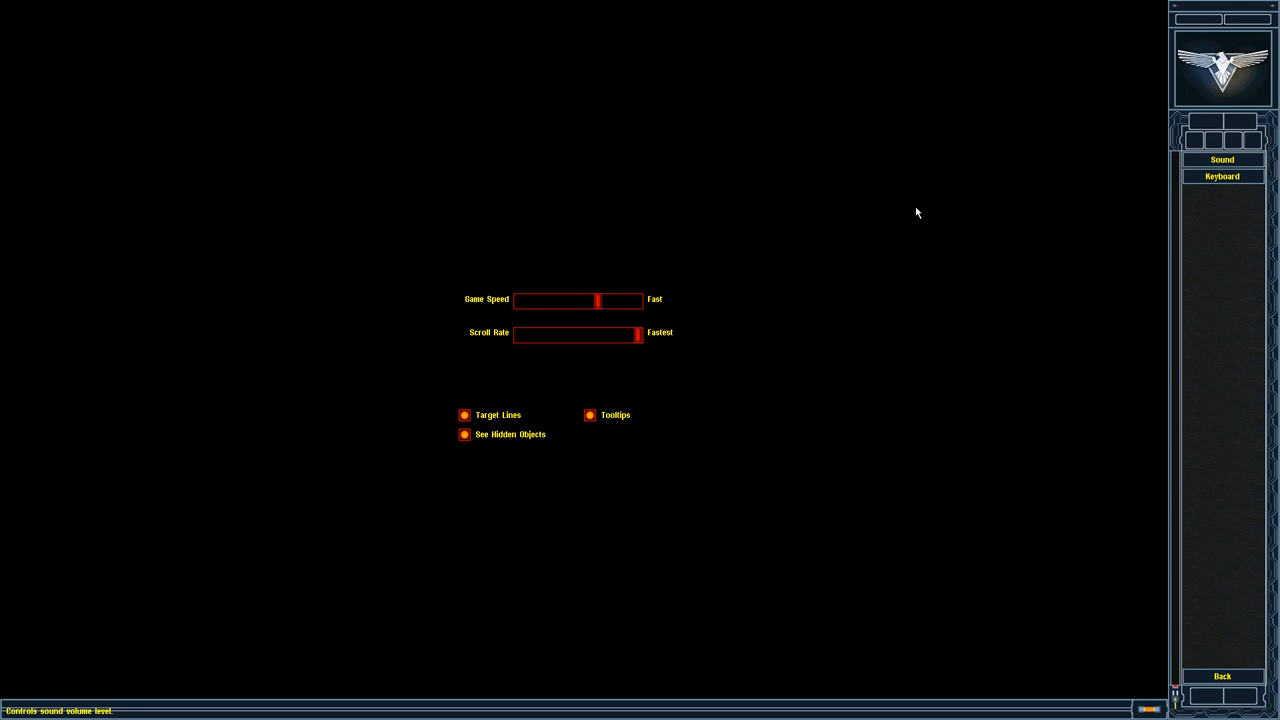 Sound
Keyboard
Game Speed Fast
Scroll Rate Fastest
Target Lines Tooltips
See Hidden Objects
Back
Controls sound volume level.